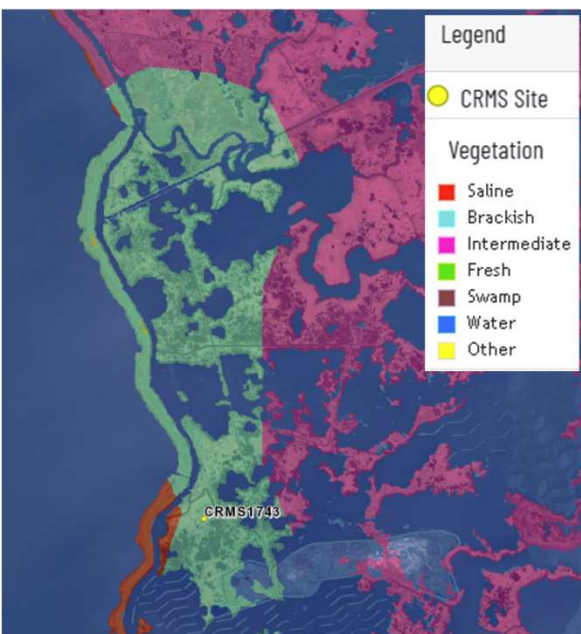 Legend
CRMS Site
Vegetation
Saline
Brackish
Intermediate
Fresh
Swamp
Water
Other
CRMS1743